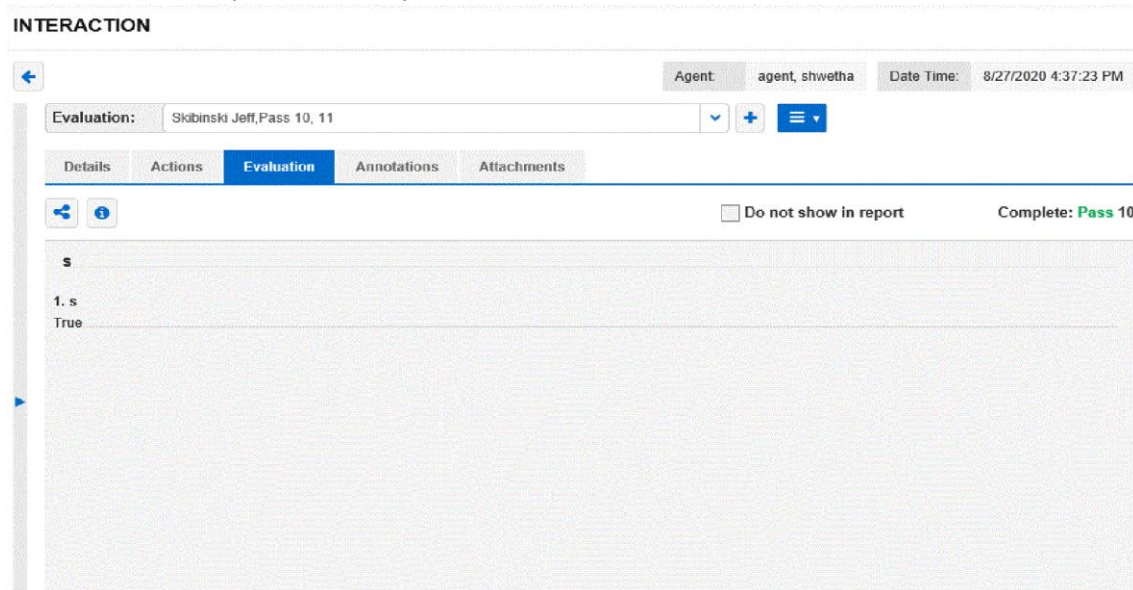 INTERACTION
Agent: agent, shwetha Date Time: 8/27/2020 4:37:23 PM
Evaluation: Skibinski Jeff,Pass 10, 11
Details Actions Evaluation Annotations Attachments
Do not show in report Complete: Pass 10
s
1. s
True